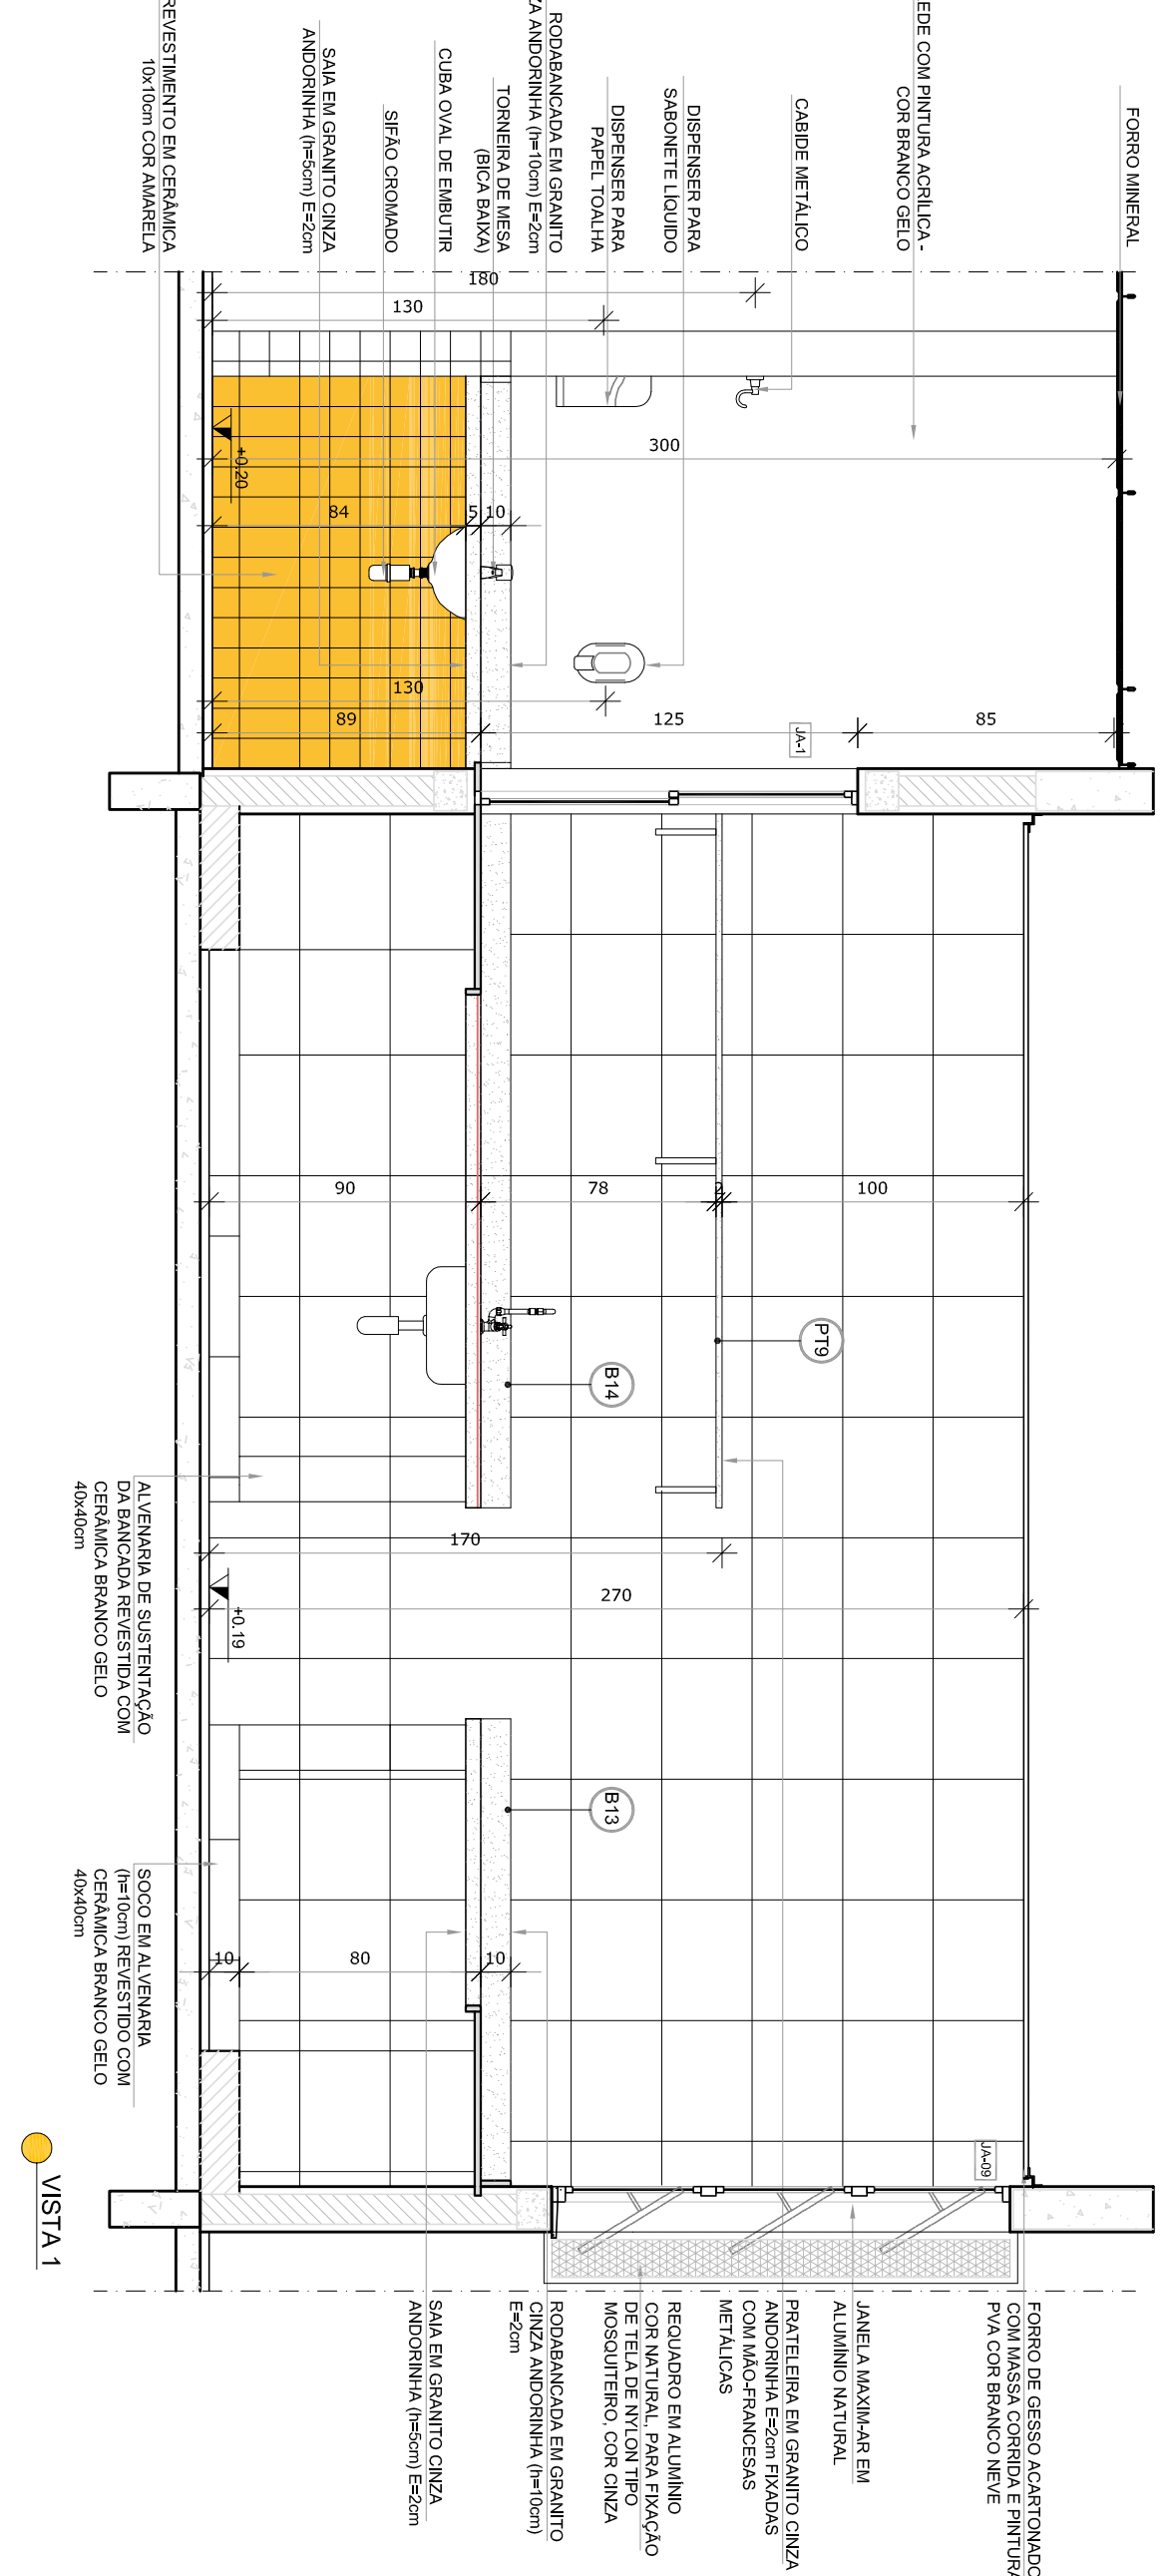 FORRO MINERAL
EDE COM PINTURA ACRÍLICA -
COR BRANCO GELO
CABIDE METÁLICO
DISPENSER PARA
SABONETE LÍQUIDO
DISPENSER PARA
PAPEL TOALHA
RODABANCADA EM GRANITO
ZA ANDORINHA (h=10cm) E=2cm
TORNEIRA DE MESA
(BICA BAIXA)
CUBA OVAL DE EMBUTIR
SIFÃO CROMADO
SAIA EM GRANITO CINZA
ANDORINHA (h=5cm) E=2cm
REVESTIMENTO EM CERÂMICA
10x10cm COR AMARELA
180
130
300
+0.20
84
5
10
130
89
125
85
JA-1
90
78
2
100
PT9
B14
170
270
+0.19
B13
10
80
10
JA-09
ALVENARIA DE SUSTENTAÇÃO
DA BANCADA REVESTIDA COM
CERÂMICA BRANCO GELO
40x40cm
SOCO EM ALVENARIA
(h=10cm) REVESTIDO COM
CERÂMICA BRANCO GELO
40x40cm
FORRO DE GESSO ACARTONADO
COM MASSA CORRIDA E PINTURA
PVA COR BRANCO NEVE
JANELA MAXIM-AR EM
ALUMÍNIO NATURAL
PRATELEIRA EM GRANITO CINZA
ANDORINHA E=2cm FIXADAS
COM MÃO-FRANCESAS
METÁLICAS
REQUADRO EM ALUMÍNIO
COR NATURAL, PARA FIXAÇÃO
DE TELA DE NYLON TIPO
MOSQUITEIRO, COR CINZA
RODABANCADA EM GRANITO
CINZA ANDORINHA (h=10cm)
E=2cm
SAIA EM GRANITO CINZA
ANDORINHA (h=5cm) E=2cm
VISTA 1